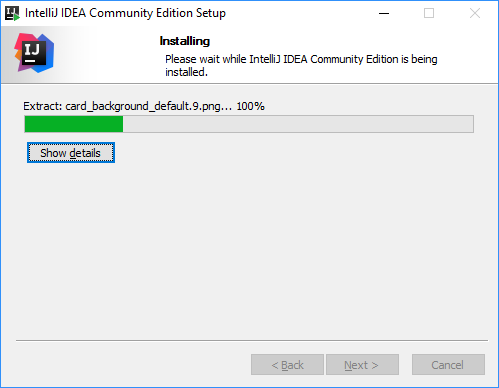 IntelliJ IDEA Community Edition Setup
IJ
Installing
Please wait while IntelliJ IDEA Community Edition is being
installed.
Extract: card_background_default.9.png... 100%
Show details
< Back
Next >
Cancel